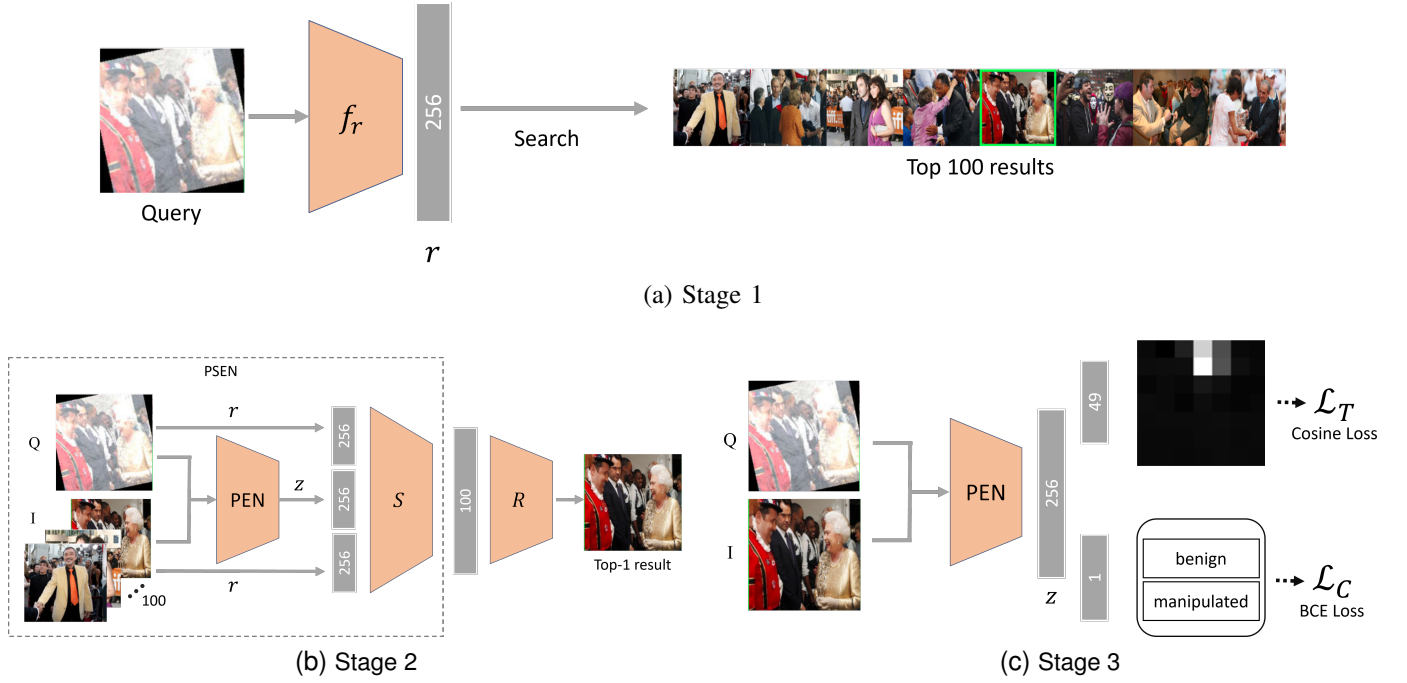 Query
f_r
256
r
Search
Top 100 results
(a) Stage 1
PSEN
Q
I
100
r
PEN
z
r
256
256
256
S
100
R
Top-1 result
(b) Stage 2
Q
I
PEN
256
z
49
1
ℒ_T
Cosine Loss
benign
manipulated
ℒ_C
BCE Loss
(c) Stage 3